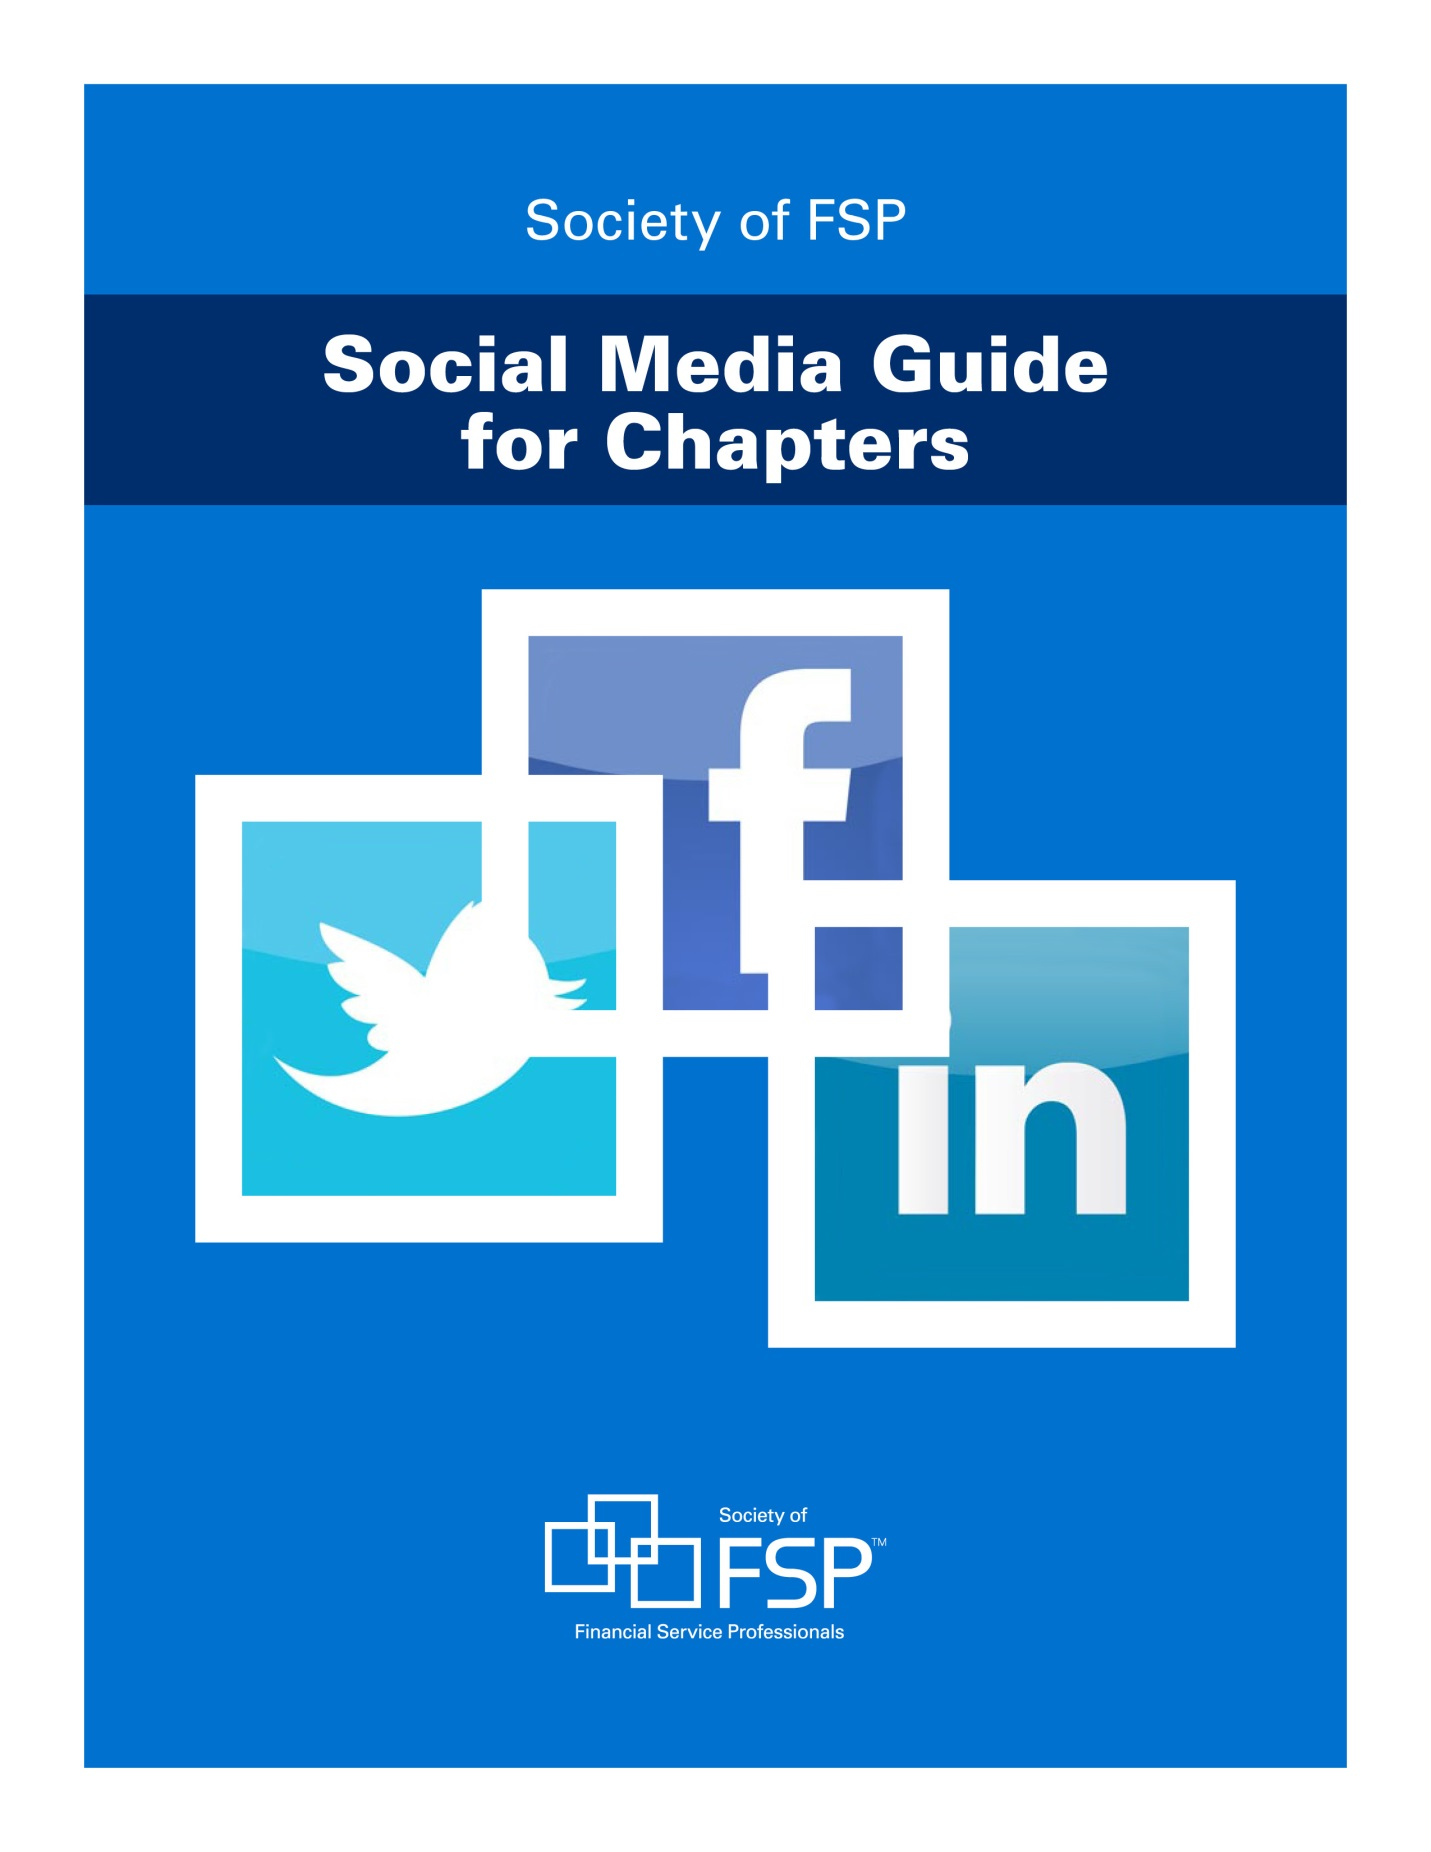 Society of FSP
Social Media Guide
for Chapters
f
in
Society of
FSP™
Financial Service Professionals